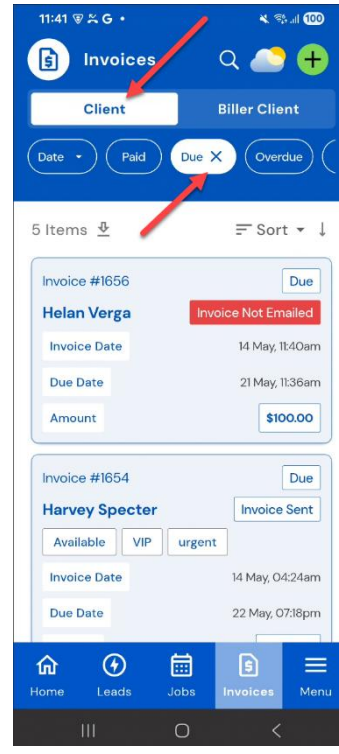 11:41 G •
100
Invoices
Client Biller Client
Date Paid Due X Overdue
5 Items Sort
Invoice #1656 Due
Helan Verga Invoice Not Emailed
Invoice Date 14 May, 11:40am
Due Date 21 May, 11:36am
Amount $100.00
Invoice #1654 Due
Harvey Specter Invoice Sent
Available VIP urgent
Invoice Date 14 May, 04:24am
Due Date 22 May, 07:18pm
Home Leads Jobs Invoices Menu